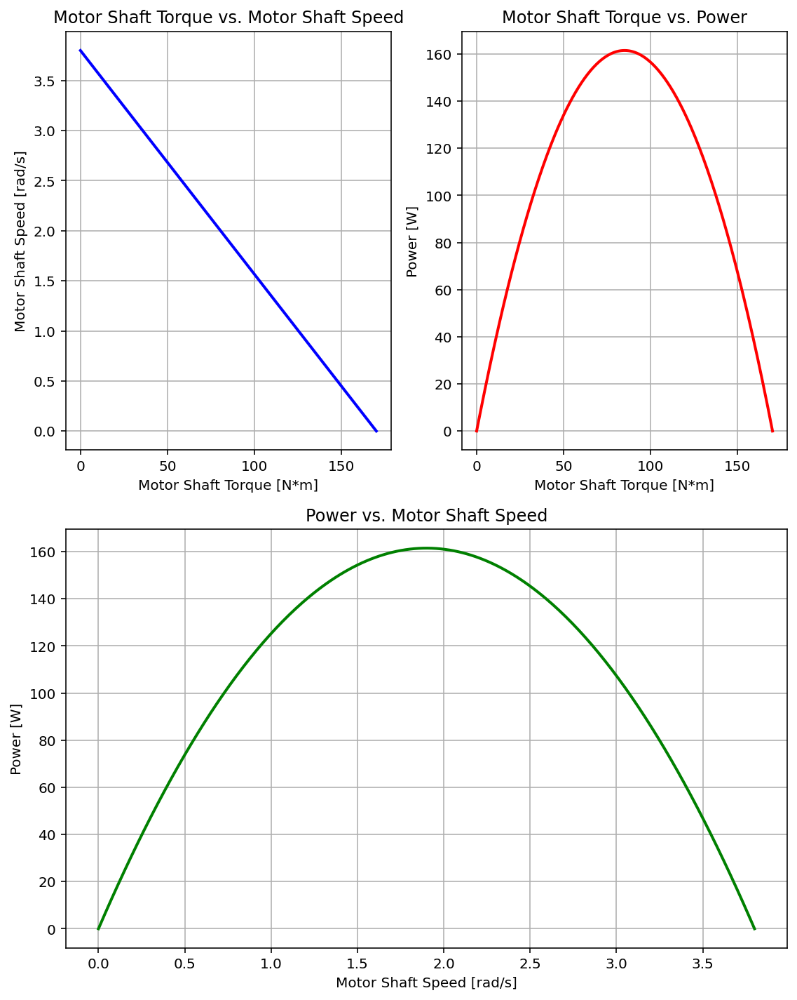 Motor Shaft Torque vs. Motor Shaft Speed
Motor Shaft Speed [rad/s]
3.5
3.0
2.5
2.0
1.5
1.0
0.5
0.0
0 50 100 150
Motor Shaft Torque [N*m]
Motor Shaft Torque vs. Power
Power [W]
160
140
120
100
80
60
40
20
0
0 50 100 150
Motor Shaft Torque [N*m]
Power vs. Motor Shaft Speed
Power [W]
160
140
120
100
80
60
40
20
0
0.0 0.5 1.0 1.5 2.0 2.5 3.0 3.5
Motor Shaft Speed [rad/s]